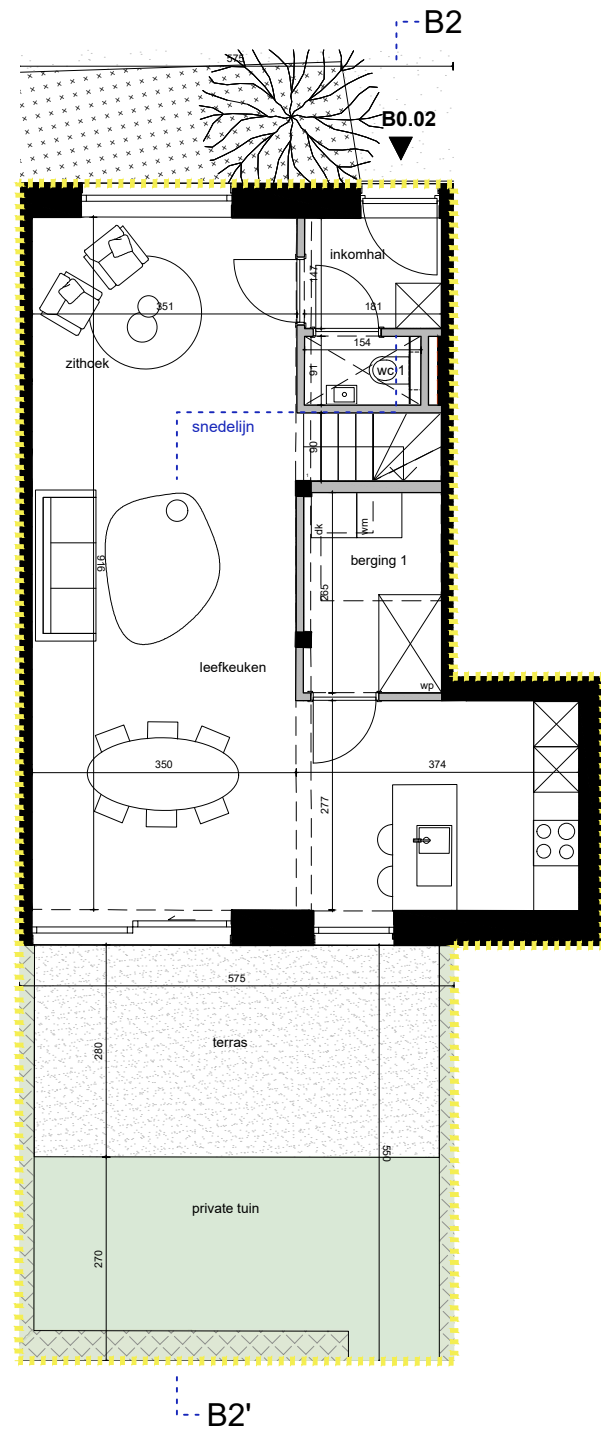 B2
575
B0.02
inkomhal
147
351
181
154
zithoek
91
wc 1
snedelijn
90
dk
wm
berging 1
916
265
leefkeuken
wp
350
374
277
575
terras
280
550
private tuin
270
B2'